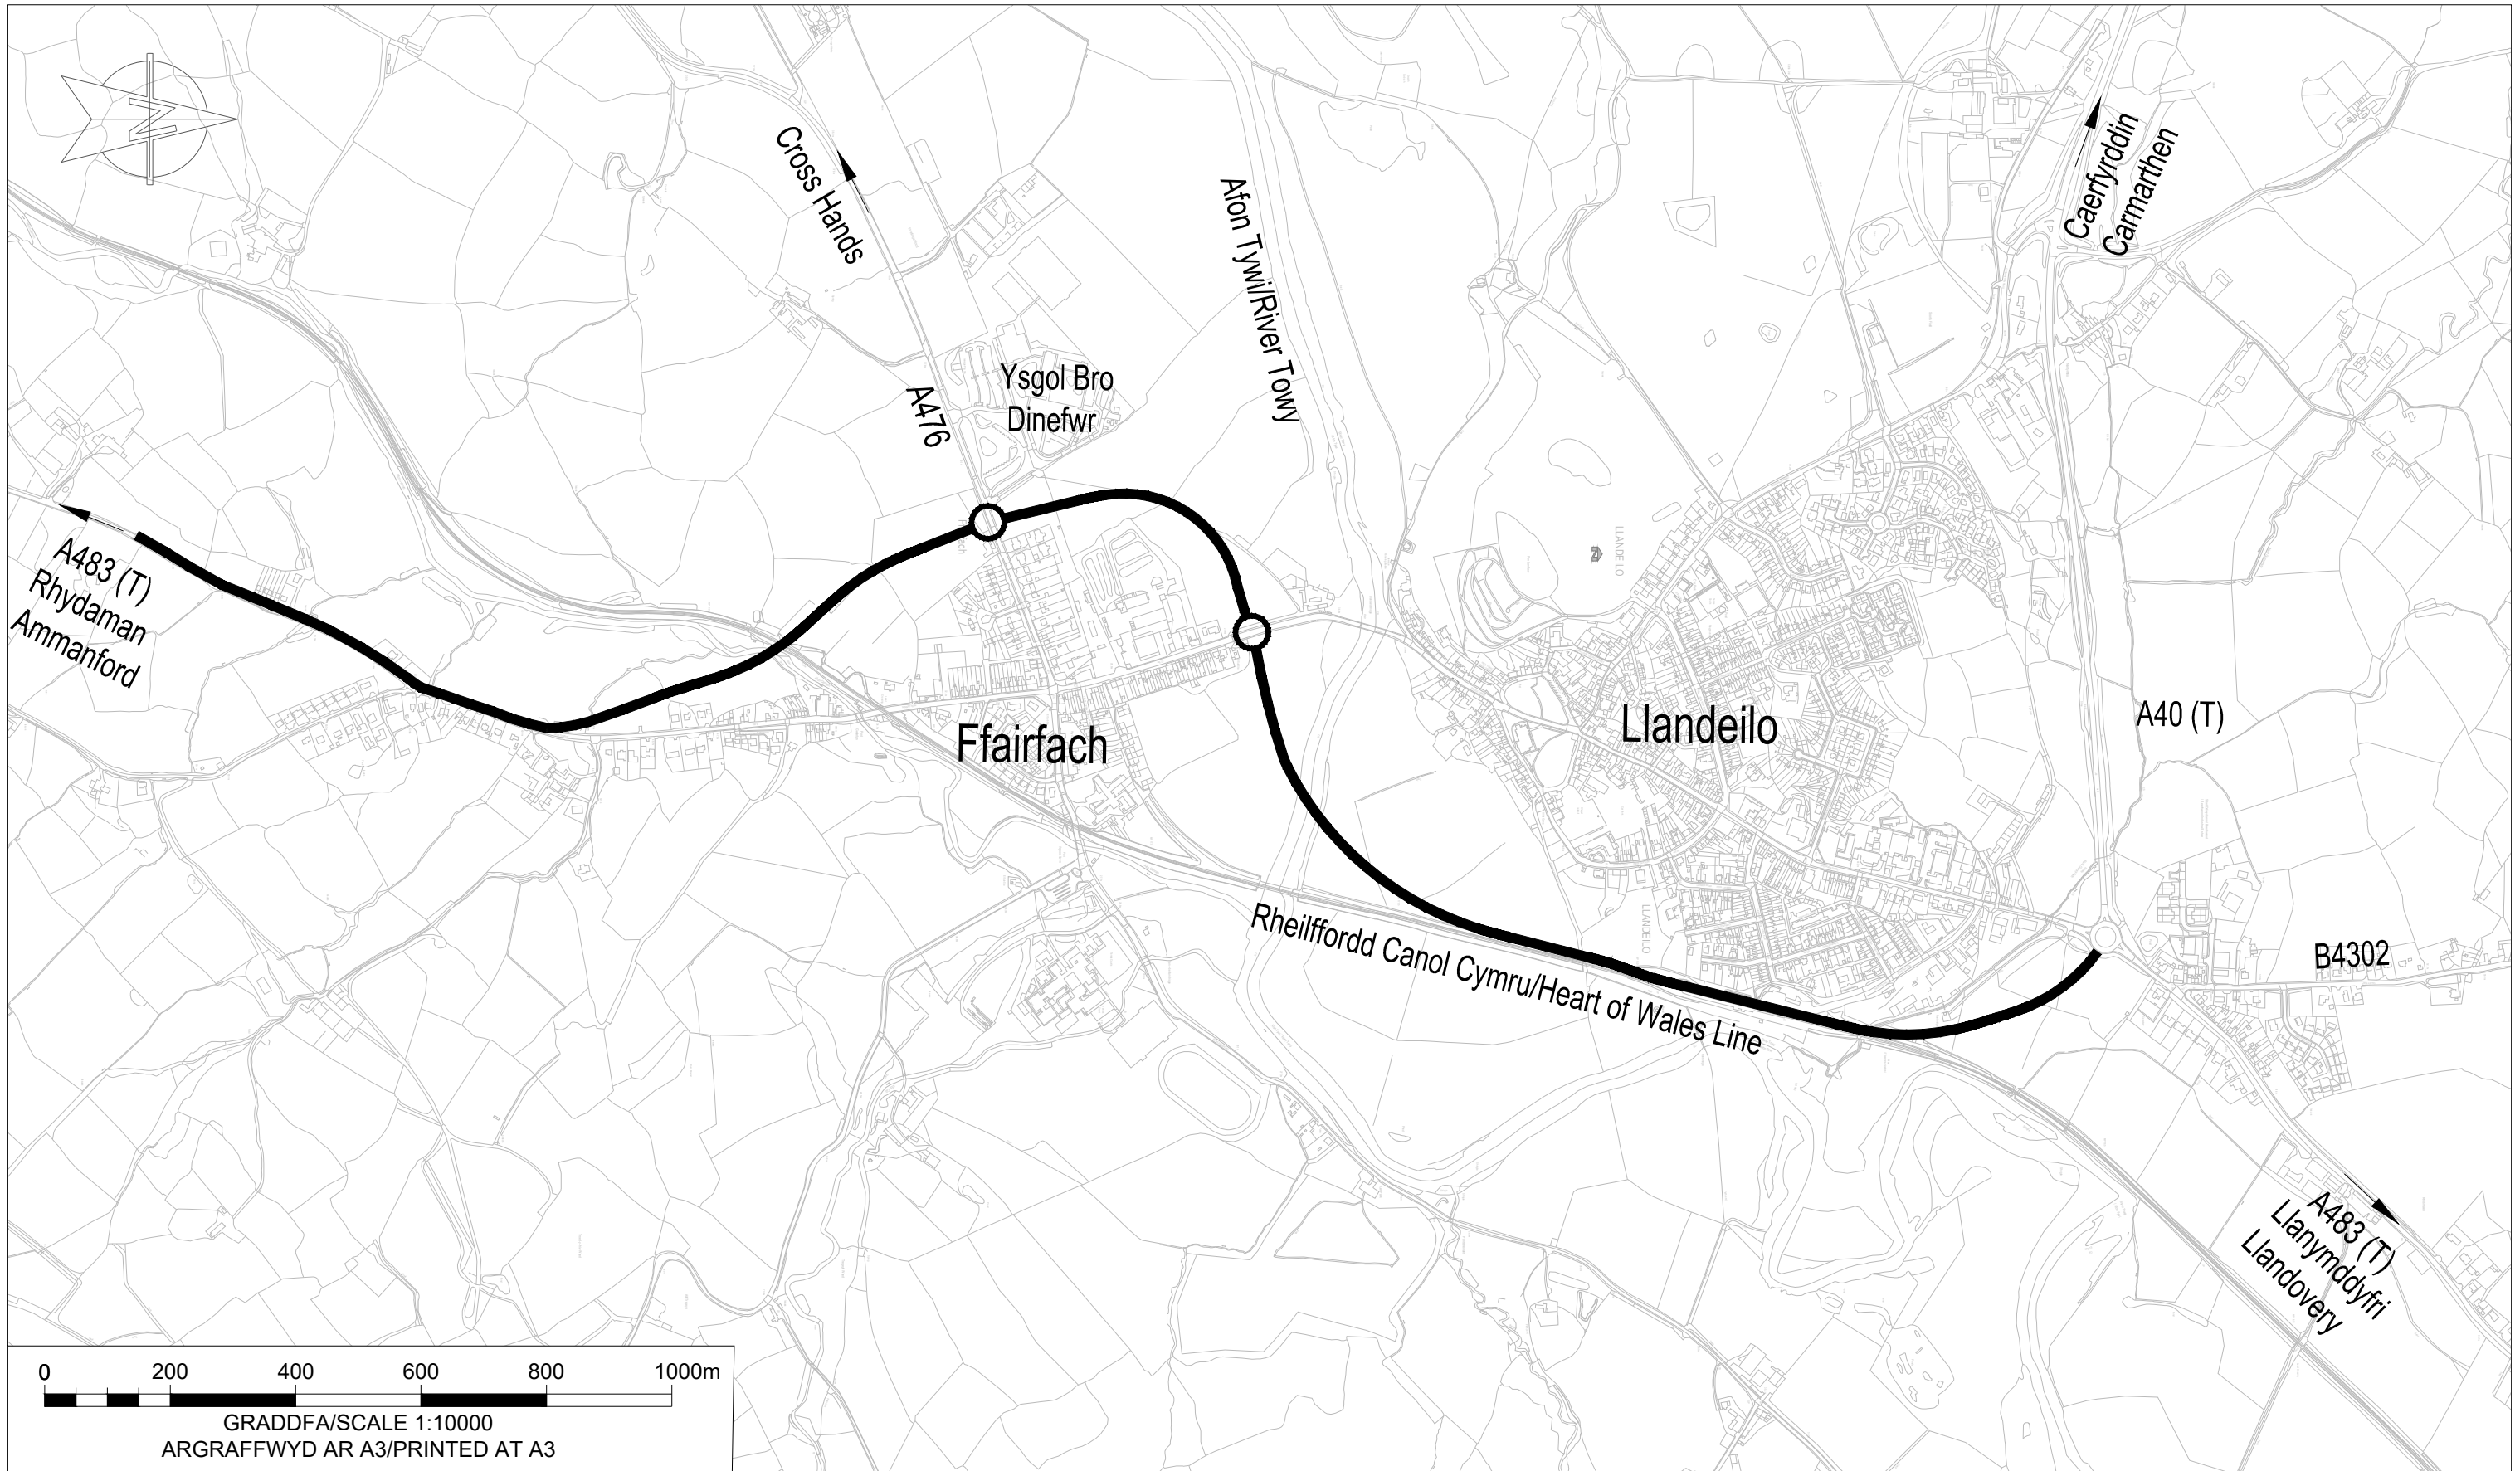 N
Cross Hands
A476
Ysgol Bro
Dinefwr
Afon Tywi/River Towy
Caerfyrddin
Carmarthen
A483 (T)
Rhydaman
Ammanford
Ffairfach
LLANDEILO
Llandeilo
A40 (T)
LLANDEILO
Rheilffordd Canol Cymru/Heart of Wales Line
B4302
A483 (T)
Llanymddyfri
Llandovery
0 200 400 600 800 1000m
GRADDFA/SCALE 1:10000
ARGRAFFWYD AR A3/PRINTED AT A3